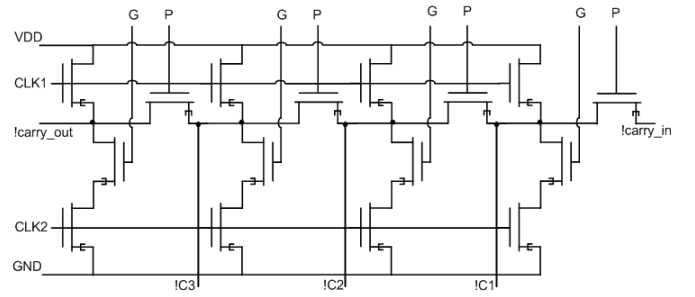 G P G P G P G P
VDD
CLK1
!carry_out !carry_in
CLK2
GND
!C3 !C2 !C1